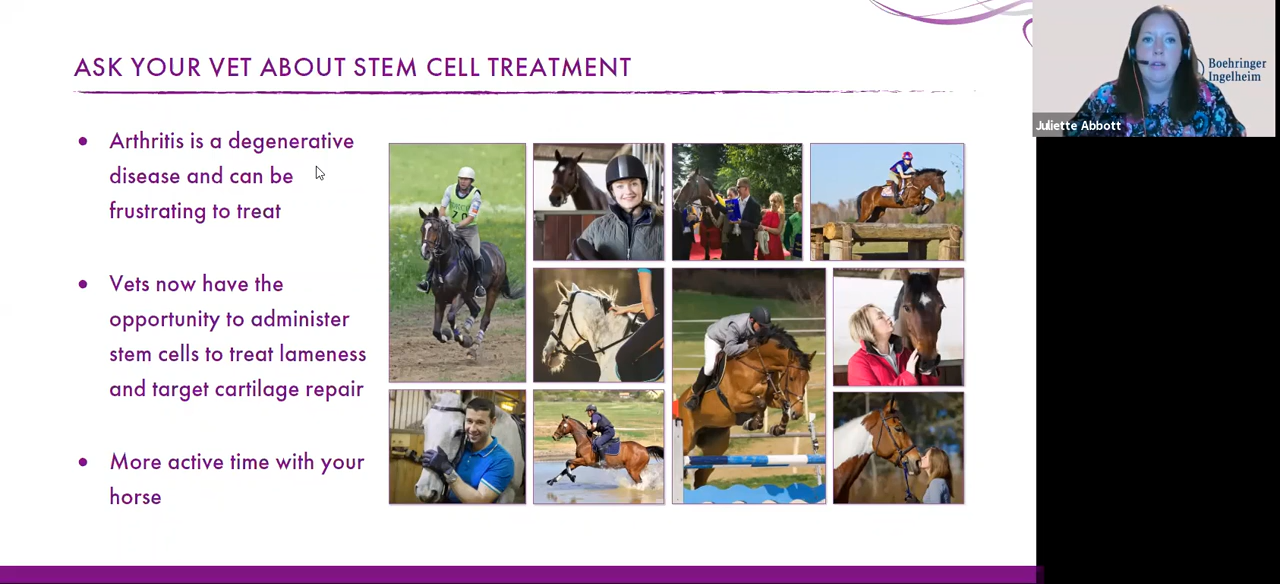 ASK YOUR VET ABOUT STEM CELL TREATMENT
• Arthritis is a degenerative
disease and can be
frustrating to treat
• Vets now have the
opportunity to administer
stem cells to treat lameness
and target cartilage repair
• More active time with your
horse
Boehringer
Ingelheim
Juliette Abbott